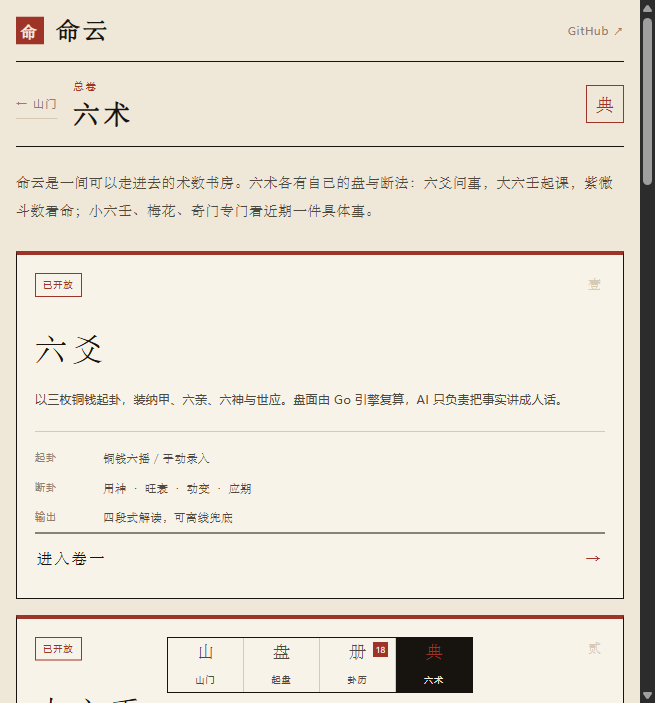 命 命云
GitHub ↗
← 山门
总卷
六术
典
命云是一间可以走进去的术数书房。六术各有自己的盘与断法：六爻问事，大六壬起课，紫微
斗数看命；小六壬、梅花、奇门专门看近期一件具体事。
已开放
壹
六爻
以三枚铜钱起卦，装纳甲、六亲、六神与世应。盘面由 Go 引擎复算，AI 只负责把事实讲成人话。
起卦 铜钱六摇 / 手动录入
断卦 用神 · 旺衰 · 动变 · 应期
输出 四段式解读，可离线兜底
进入卷一 →
已开放
贰
山 盘 册 18 典
山门 起盘 卦历 六术